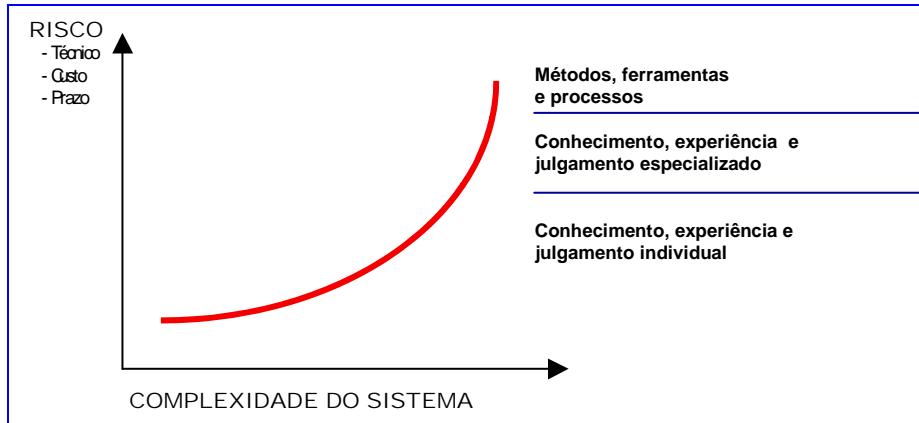 RISCO
- Técnico
- Custo
- Prazo
Métodos, ferramentas
e processos
Conhecimento, experiência e
julgamento especializado
Conhecimento, experiência e
julgamento individual
COMPLEXIDADE DO SISTEMA